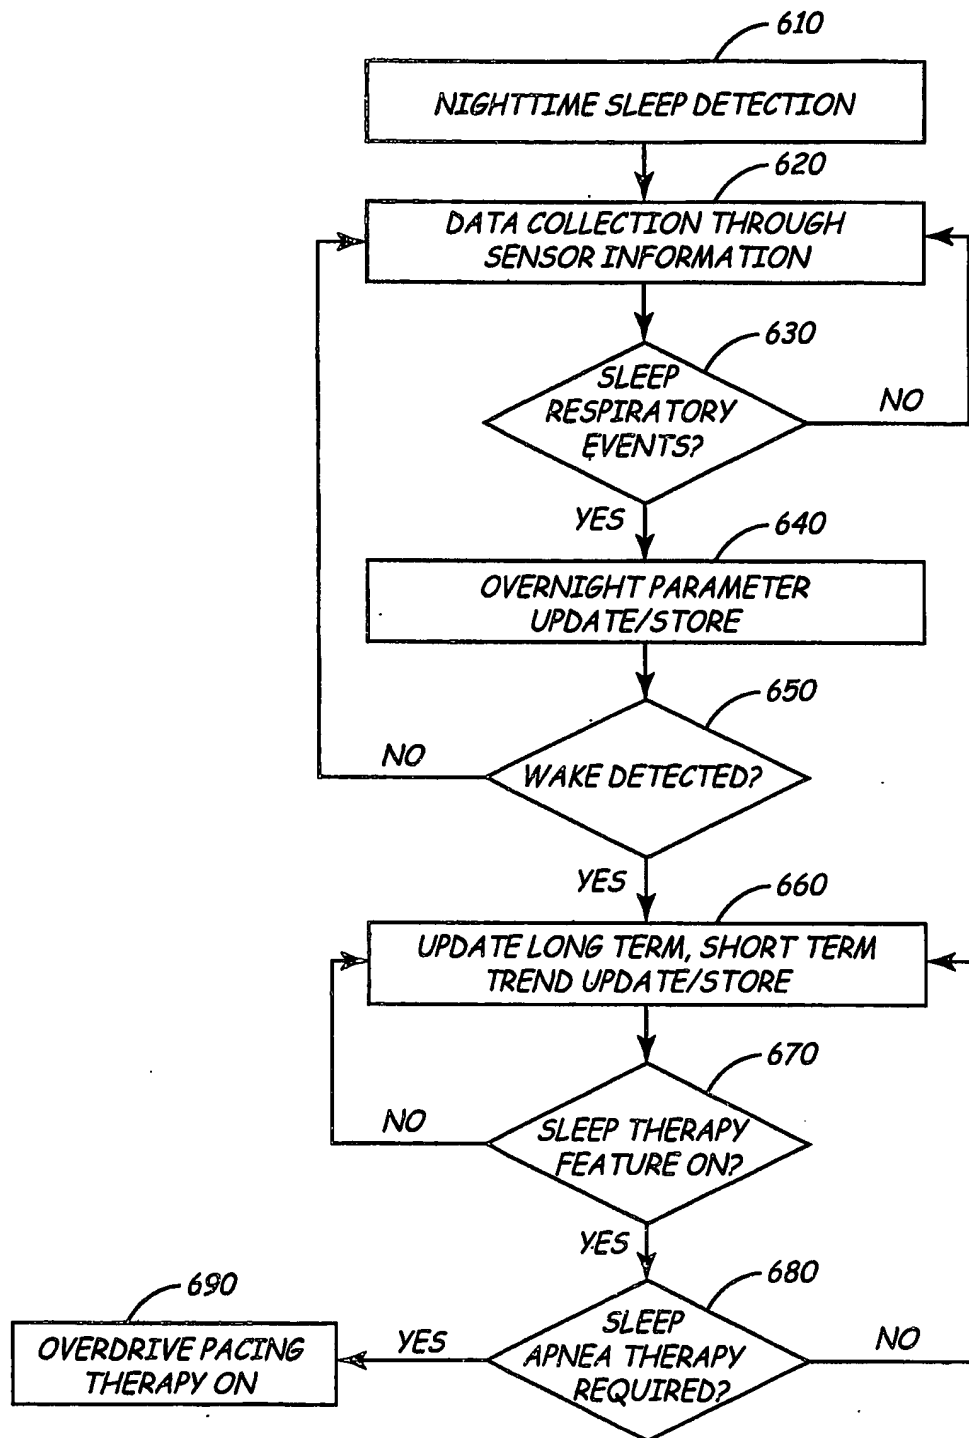 610
NIGHTTIME SLEEP DETECTION
620
DATA COLLECTION THROUGH
SENSOR INFORMATION
630
SLEEP
RESPIRATORY
EVENTS?
NO
YES
640
OVERNIGHT PARAMETER
UPDATE/STORE
650
NO
WAKE DETECTED?
YES
660
UPDATE LONG TERM, SHORT TERM
TREND UPDATE/STORE
670
NO
SLEEP THERAPY
FEATURE ON?
YES
680
690
SLEEP
APNEA THERAPY
REQUIRED?
YES
NO
OVERDRIVE PACING
THERAPY ON